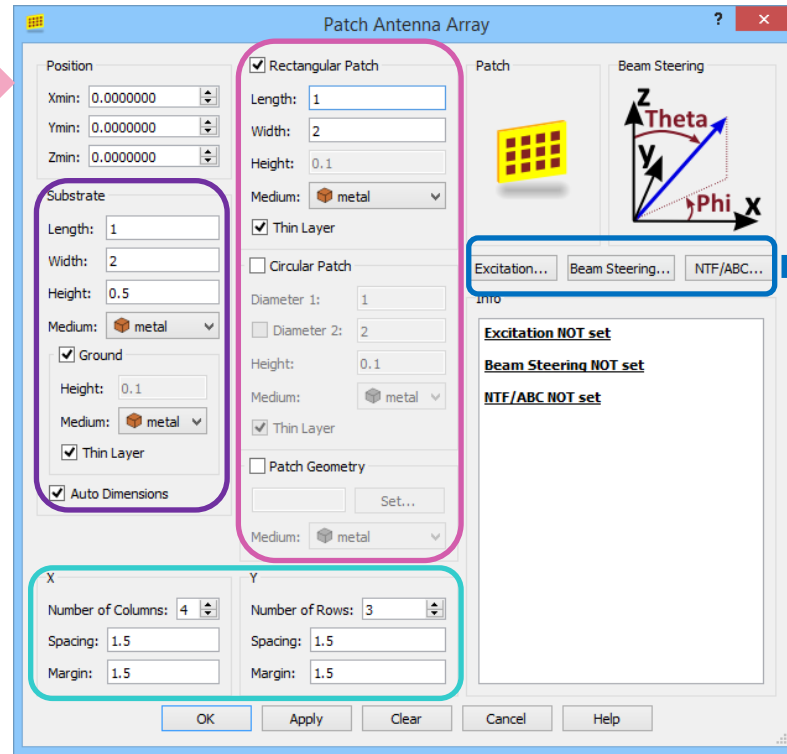 Patch Antenna Array
?
×
Position
Xmin: 0.0000000
Ymin: 0.0000000
Zmin: 0.0000000
Substrate
Length: 1
Width: 2
Height: 0.5
Medium: metal
Ground
Height: 0.1
Medium: metal
Thin Layer
Auto Dimensions
Rectangular Patch
Length: 1
Width: 2
Height: 0.1
Medium: metal
Thin Layer
Circular Patch
Diameter 1: 1
Diameter 2: 2
Height: 0.1
Medium: metal
Thin Layer
Patch Geometry
Set...
Medium: metal
X
Number of Columns: 4
Spacing: 1.5
Margin: 1.5
Y
Number of Rows: 3
Spacing: 1.5
Margin: 1.5
Patch
Beam Steering
Z
Theta
y
Phi
X
Excitation...
Beam Steering...
NTF/ABC...
Info
Excitation NOT set
Beam Steering NOT set
NTF/ABC NOT set
OK
Apply
Clear
Cancel
Help